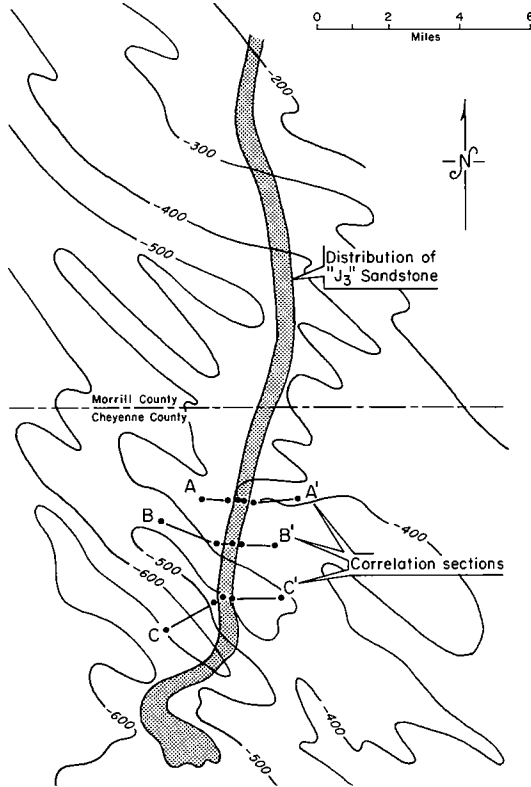 0 2 4 6
Miles
-200
-300
N
-400
-500
Distribution of
"J3" Sandstone
Morrill County
Cheyenne County
A A'
-400
B B'
-500
-600
Correlation sections
C'
C
-600
-400
-500